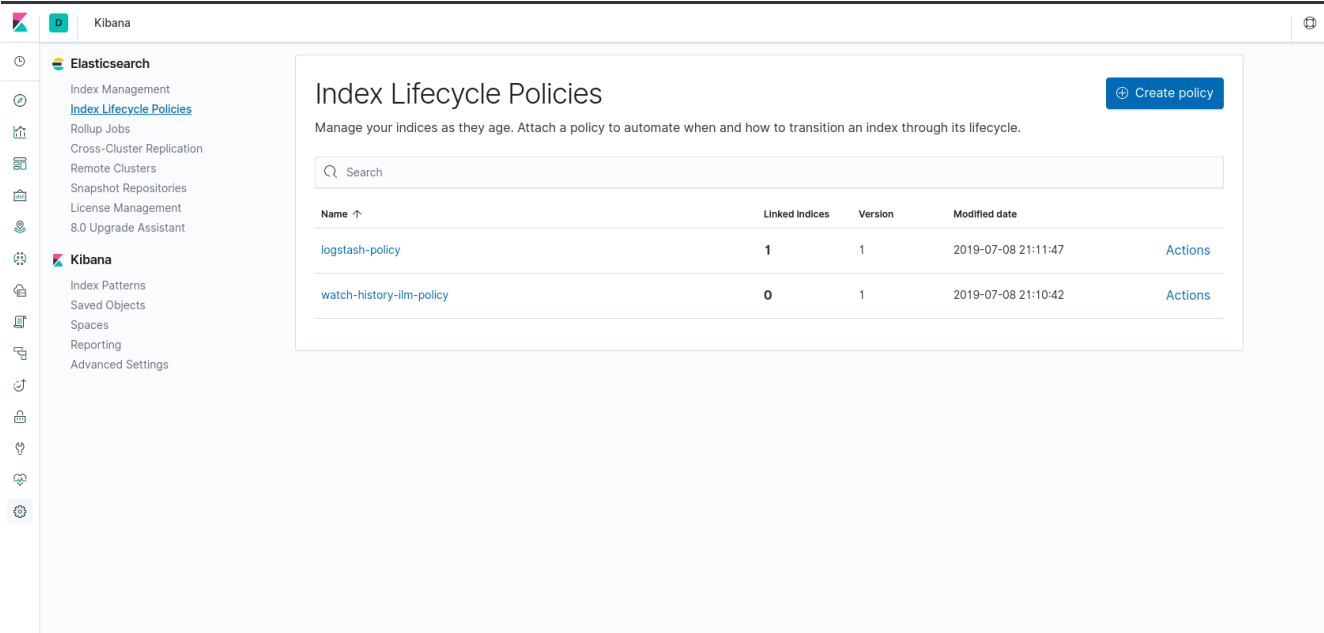 D Kibana
Elasticsearch
Index Management
Index Lifecycle Policies
Rollup Jobs
Cross-Cluster Replication
Remote Clusters
Snapshot Repositories
License Management
8.0 Upgrade Assistant
Kibana
Index Patterns
Saved Objects
Spaces
Reporting
Advanced Settings
Index Lifecycle Policies
Create policy
Manage your indices as they age. Attach a policy to automate when and how to transition an index through its lifecycle.
Search
Name Linked indices Version Modified date
logstash-policy 1 1 2019-07-08 21:11:47 Actions
watch-history-ilm-policy 0 1 2019-07-08 21:10:42 Actions